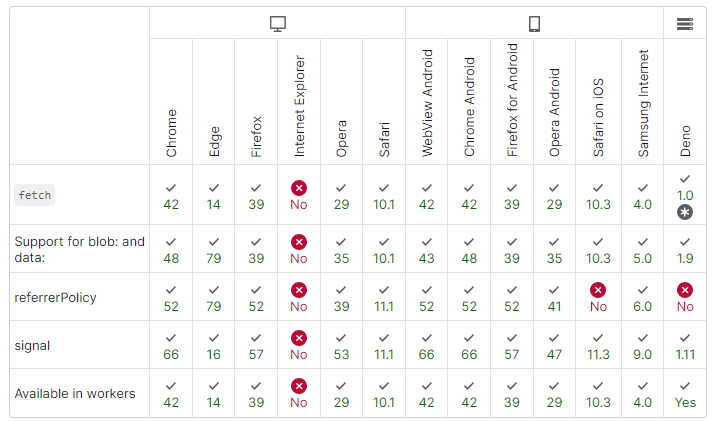 Chrome Edge Firefox Internet Explorer Opera Safari WebView Android Chrome Android Firefox for Android Opera Android Safari on iOS Samsung Internet Deno
fetch 42 14 39 No 29 10.1 42 42 39 29 10.3 4.0 1.0
Support for blob: and
data: 48 79 39 No 35 10.1 43 48 39 35 10.3 5.0 1.9
referrerPolicy 52 79 52 No 39 11.1 52 52 52 41 No 6.0 No
signal 66 16 57 No 53 11.1 66 66 57 47 11.3 9.0 1.11
Available in workers 42 14 39 No 29 10.1 42 42 39 29 10.3 4.0 Yes